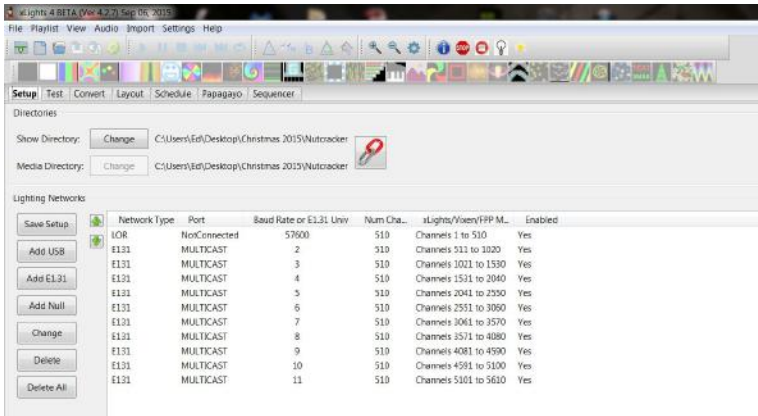 xLights 4 BETA (Ver 4.2.7) Sep 06, 2015
File Playlist View Audio Import Settings Help
Setup Test Convert Layout Schedule Papagayo Sequencer
Directories
Show Directory: Change C:\Users\Ed\Desktop\Christmas 2015\Nutcracker
Media Directory: Change C:\Users\Ed\Desktop\Christmas 2015\Nutcracker
Lighting Networks
Save Setup
Add USB
Add E1.31
Add Null
Change
Delete
Delete All
Network Type Port Baud Rate or E1.31 Univ Num Cha... xLights/Vixen/FPP M... Enabled
LOR NotConnected 57600 510 Channels 1 to 510 Yes
E131 MULTICAST 2 510 Channels 511 to 1020 Yes
E131 MULTICAST 3 510 Channels 1021 to 1530 Yes
E131 MULTICAST 4 510 Channels 1531 to 2040 Yes
E131 MULTICAST 5 510 Channels 2041 to 2550 Yes
E131 MULTICAST 6 510 Channels 2551 to 3060 Yes
E131 MULTICAST 7 510 Channels 3061 to 3570 Yes
E131 MULTICAST 8 510 Channels 3571 to 4080 Yes
E131 MULTICAST 9 510 Channels 4081 to 4590 Yes
E131 MULTICAST 10 510 Channels 4591 to 5100 Yes
E131 MULTICAST 11 510 Channels 5101 to 5610 Yes